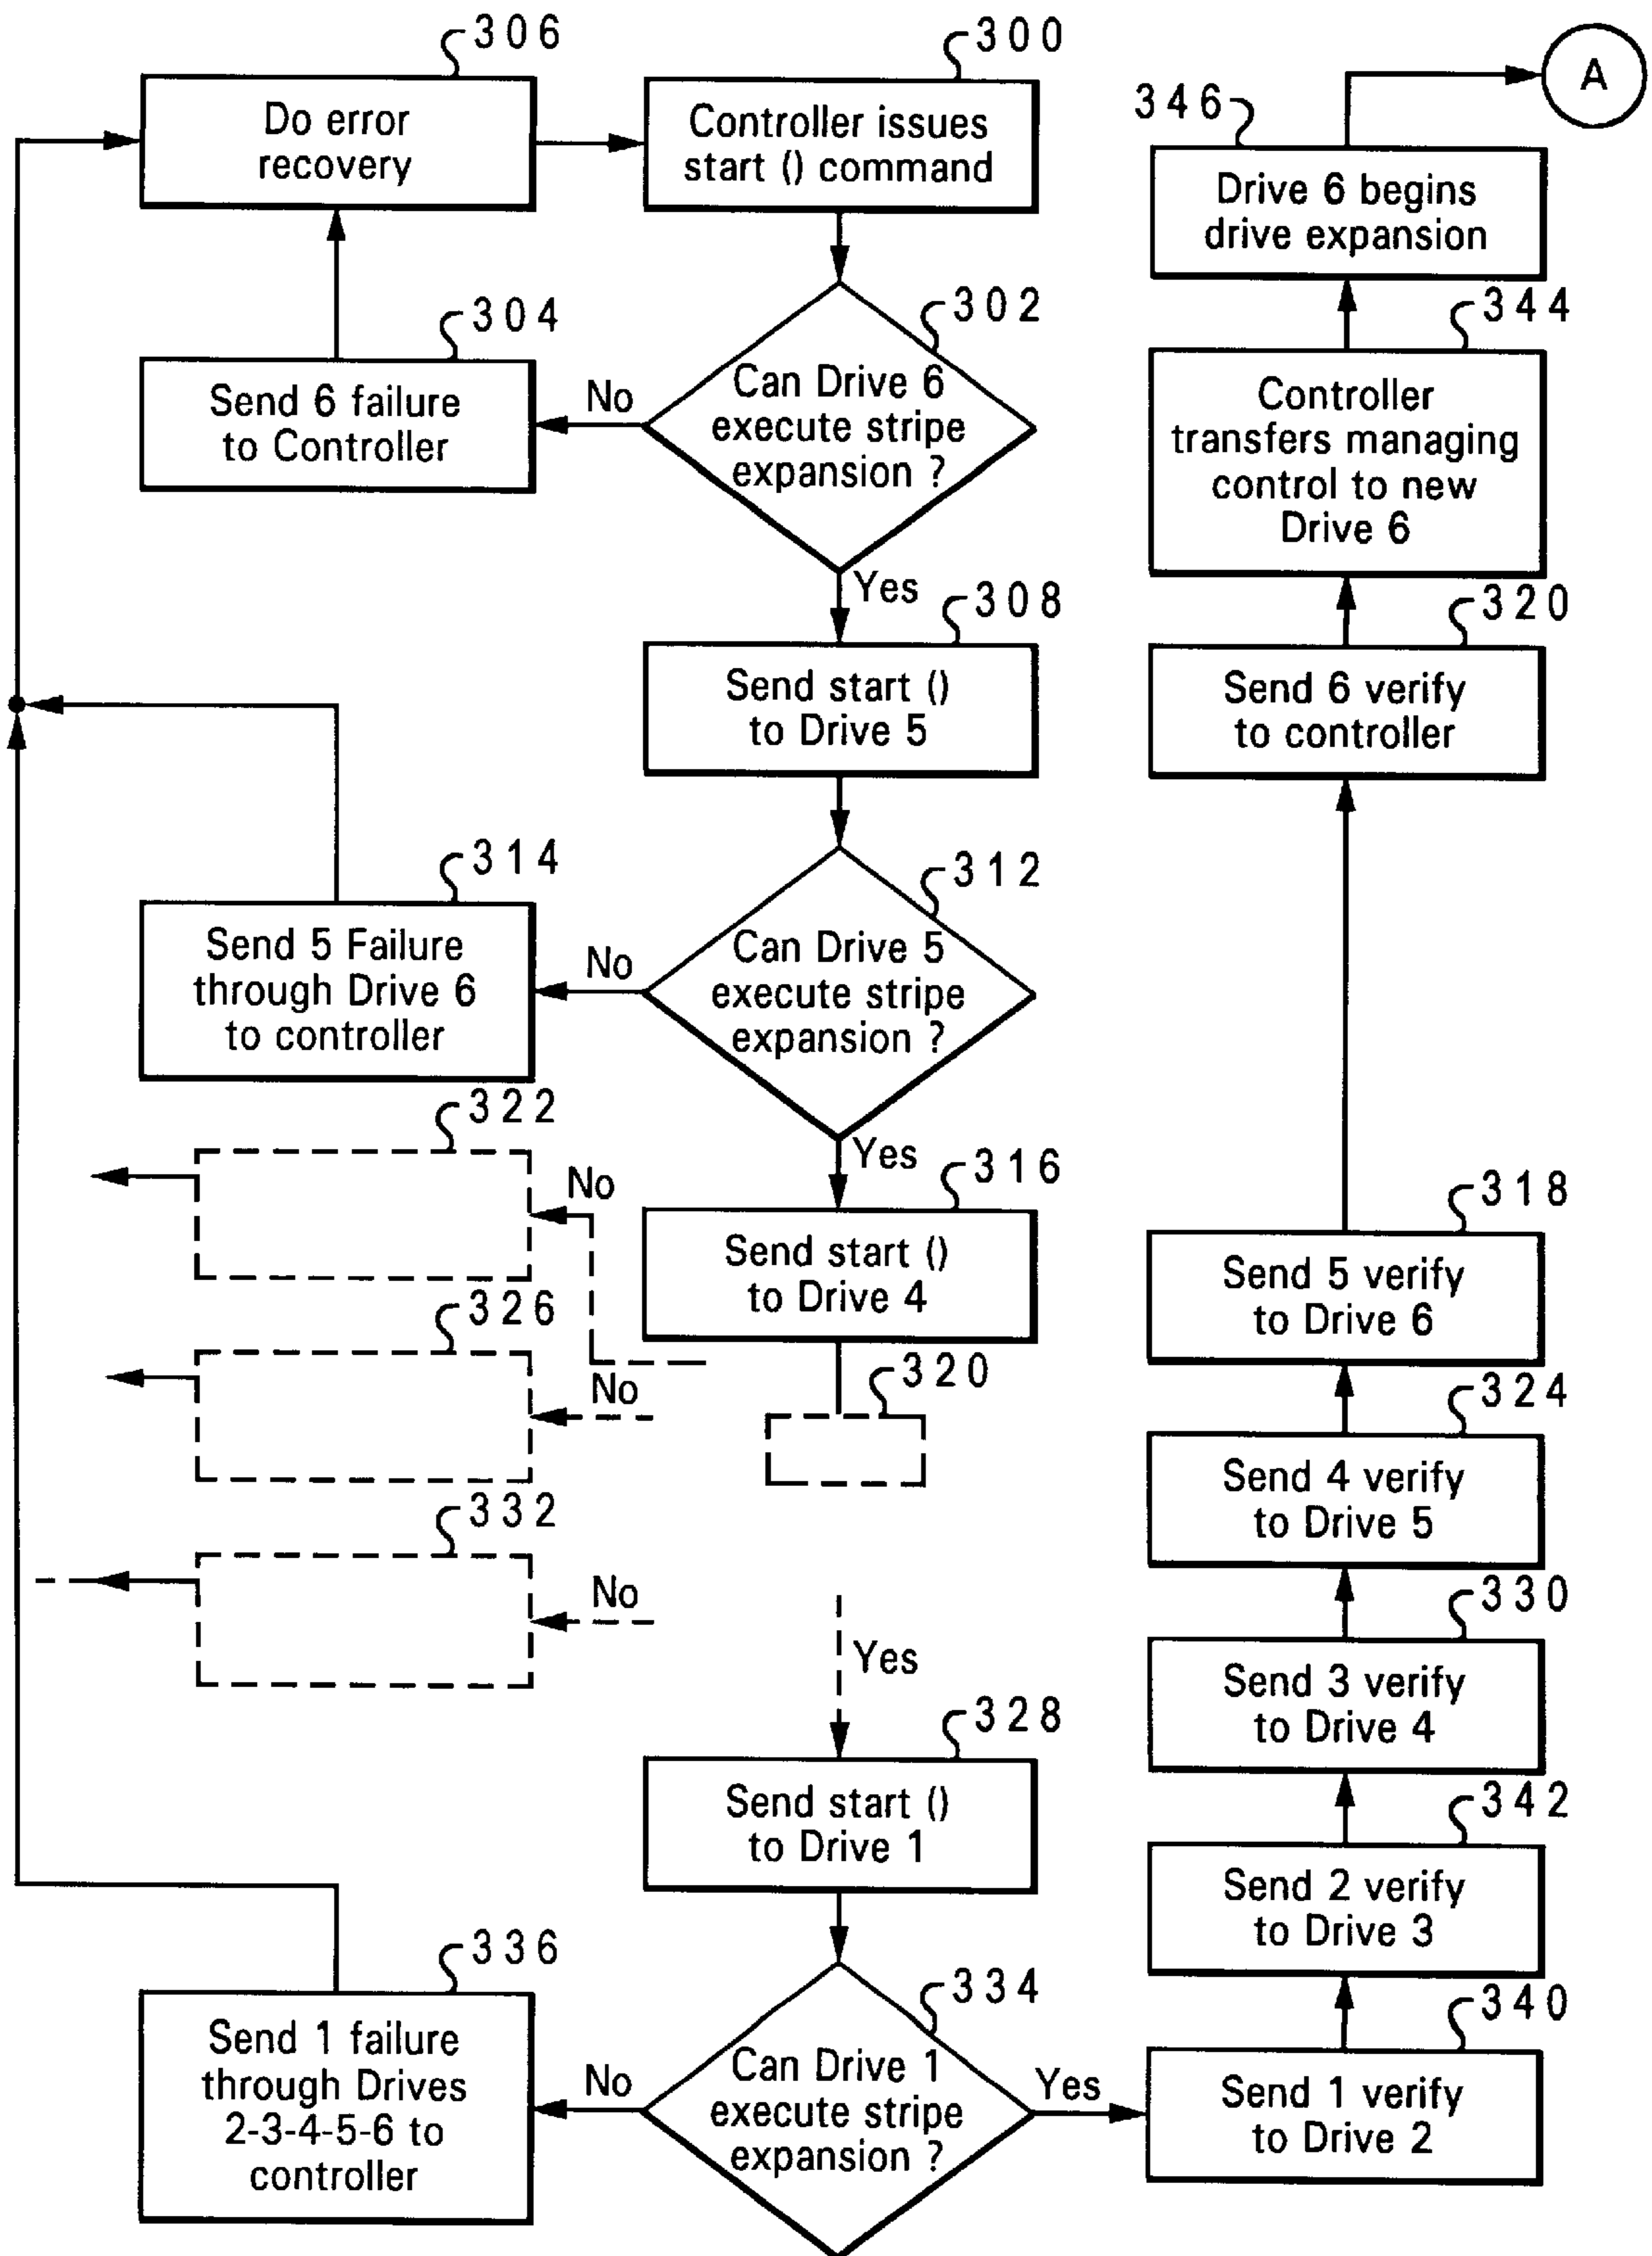 306
Do error
recovery
300
Controller issues
start () command
A
346
Drive 6 begins
drive expansion
304
Send 6 failure
to Controller
No
302
Can Drive 6
execute stripe
expansion ?
Yes
344
Controller
transfers managing
control to new
Drive 6
308
Send start ()
to Drive 5
320
Send 6 verify
to controller
314
Send 5 Failure
through Drive 6
to controller
No
312
Can Drive 5
execute stripe
expansion ?
Yes
322
No
316
Send start ()
to Drive 4
318
Send 5 verify
to Drive 6
326
No
320
324
Send 4 verify
to Drive 5
332
No
Yes
330
Send 3 verify
to Drive 4
328
Send start ()
to Drive 1
342
Send 2 verify
to Drive 3
336
Send 1 failure
through Drives
2-3-4-5-6 to
controller
No
334
Can Drive 1
execute stripe
expansion ?
Yes
340
Send 1 verify
to Drive 2